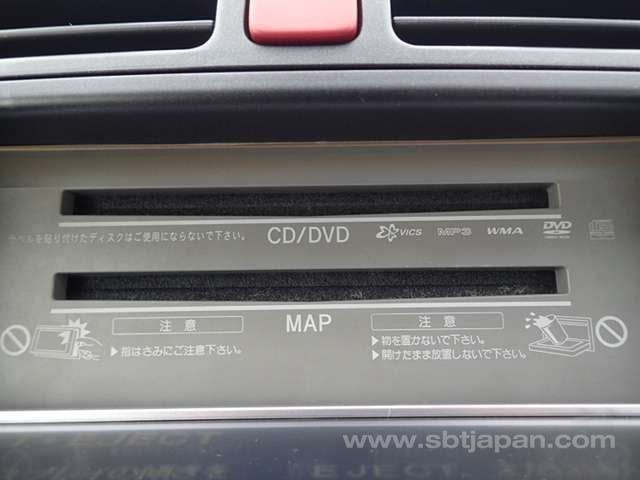 ラベルを貼り付けたディスクはご使用にならないで下さい。 CD/DVD VICS MP3 WMA DVD
注意 MAP 注意
▶指はさみにご注意下さい。 ▶物を置かないで下さい。
▶開けたまま放置しないで下さい。
EJECT EJECT
www.sbtjapan.com